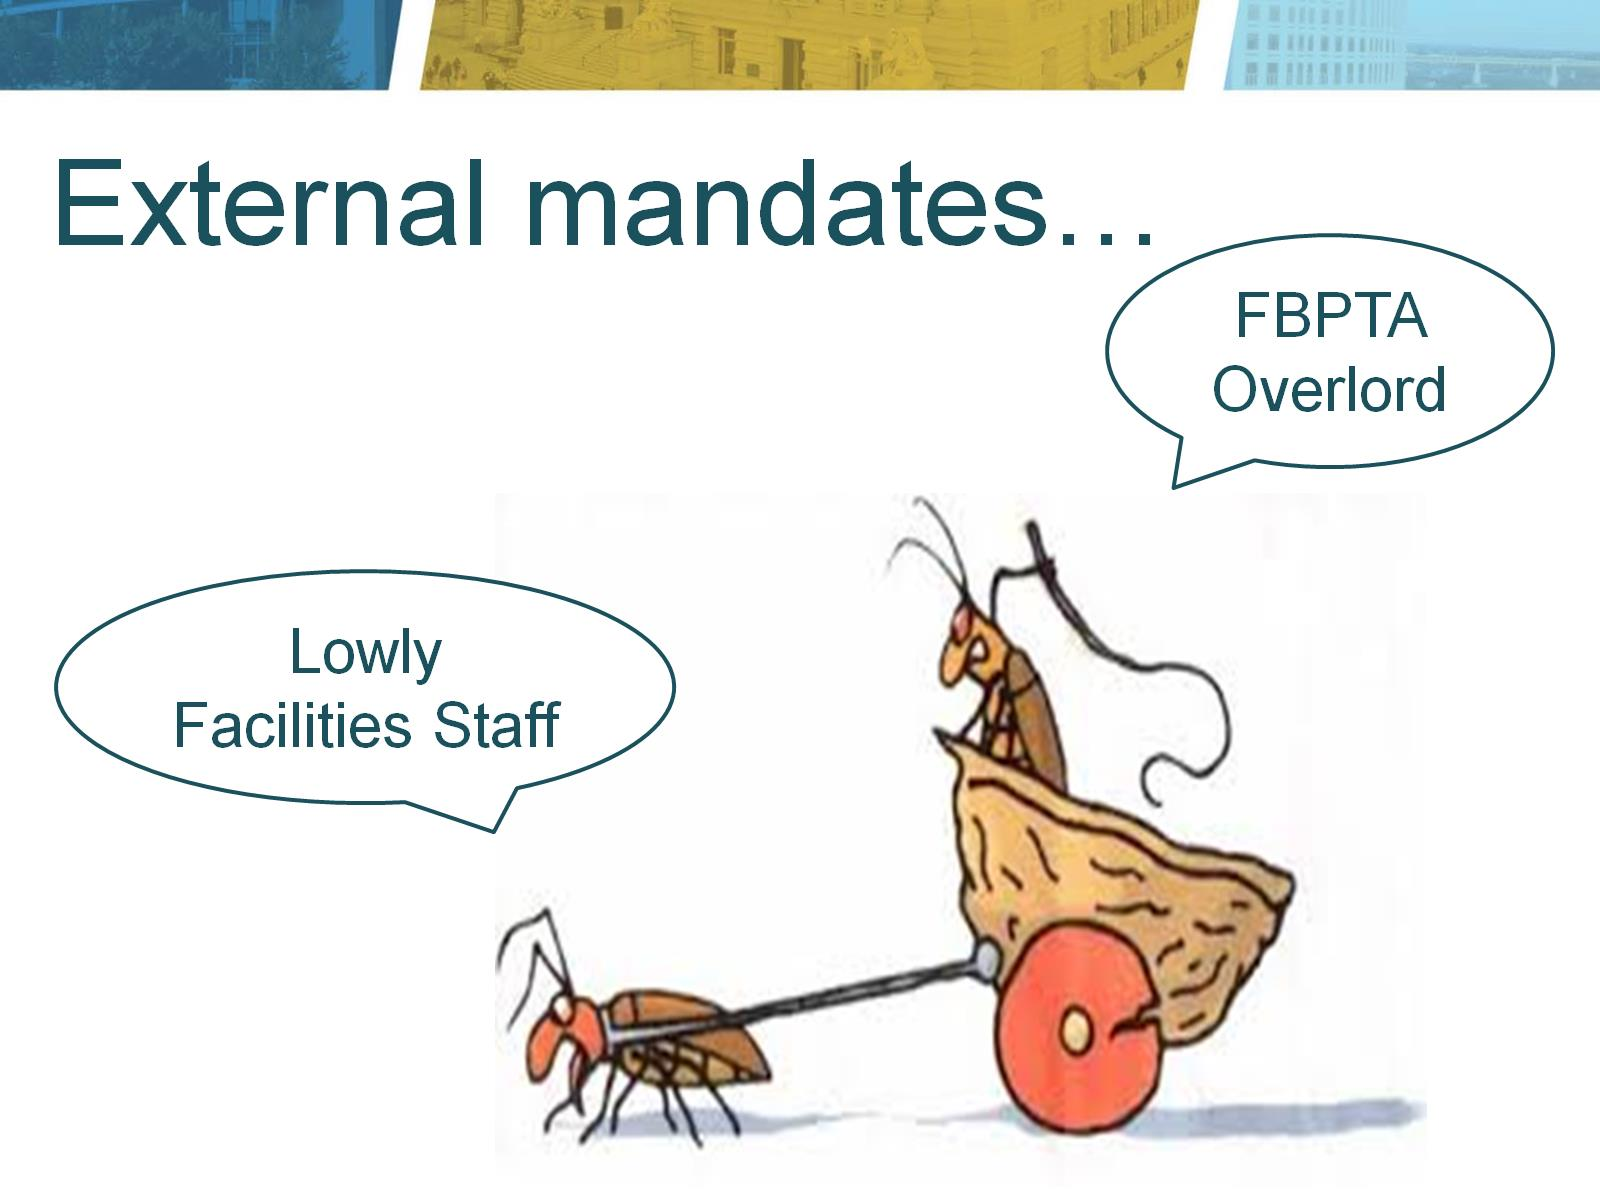 External mandates…
FBPTA
Overlord
Lowly
Facilities Staff